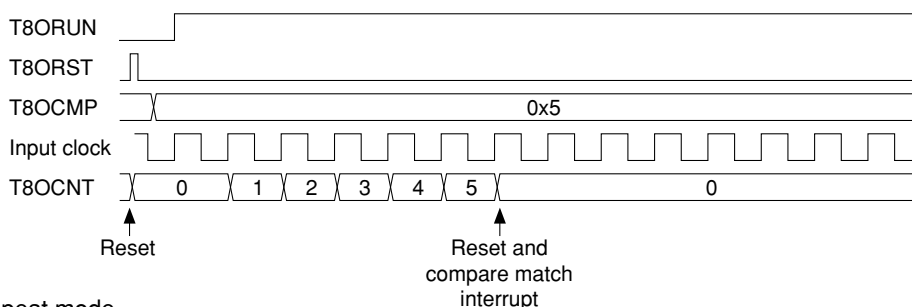 T8ORUN
T8ORST
T8OCMP 0x5
Input clock
T8OCNT 0 1 2 3 4 5 0
Reset
Reset and
compare match
interrupt
mode